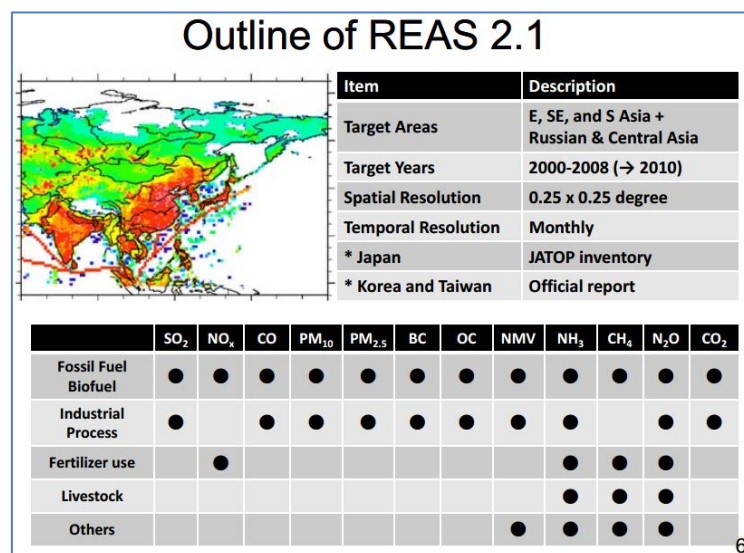 Outline of REAS 2.1
Item Description
Target Areas E, SE, and S Asia +
Russian & Central Asia
Target Years 2000-2008 (→ 2010)
Spatial Resolution 0.25 x 0.25 degree
Temporal Resolution Monthly
* Japan JATOP inventory
* Korea and Taiwan Official report
SO₂ NOₓ CO PM₁₀ PM₂.₅ BC OC NMV NH₃ CH₄ N₂O CO₂
Fossil Fuel
Biofuel ● ● ● ● ● ● ● ● ● ● ● ●
Industrial
Process ● ● ● ● ● ● ● ● ● ●
Fertilizer use ● ● ● ●
Livestock ● ● ●
Others ● ● ● ●
6